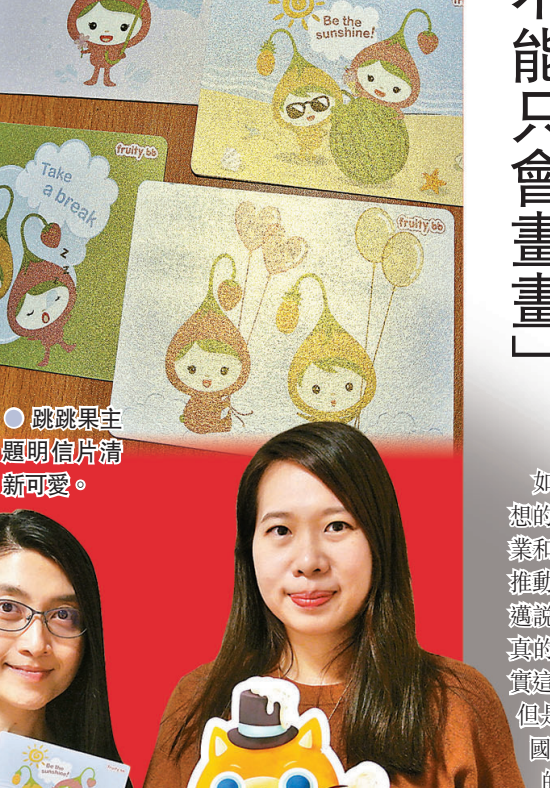 Be the
sunshine!
fruity.bb
Take
a break
z
z
fruity.bb
能只會畫畫」
跳跳果主
題明信片清
新可愛。
如
想的
業和
推動
邁説
真的
實這
但是
國
的
Be the
sunshine!